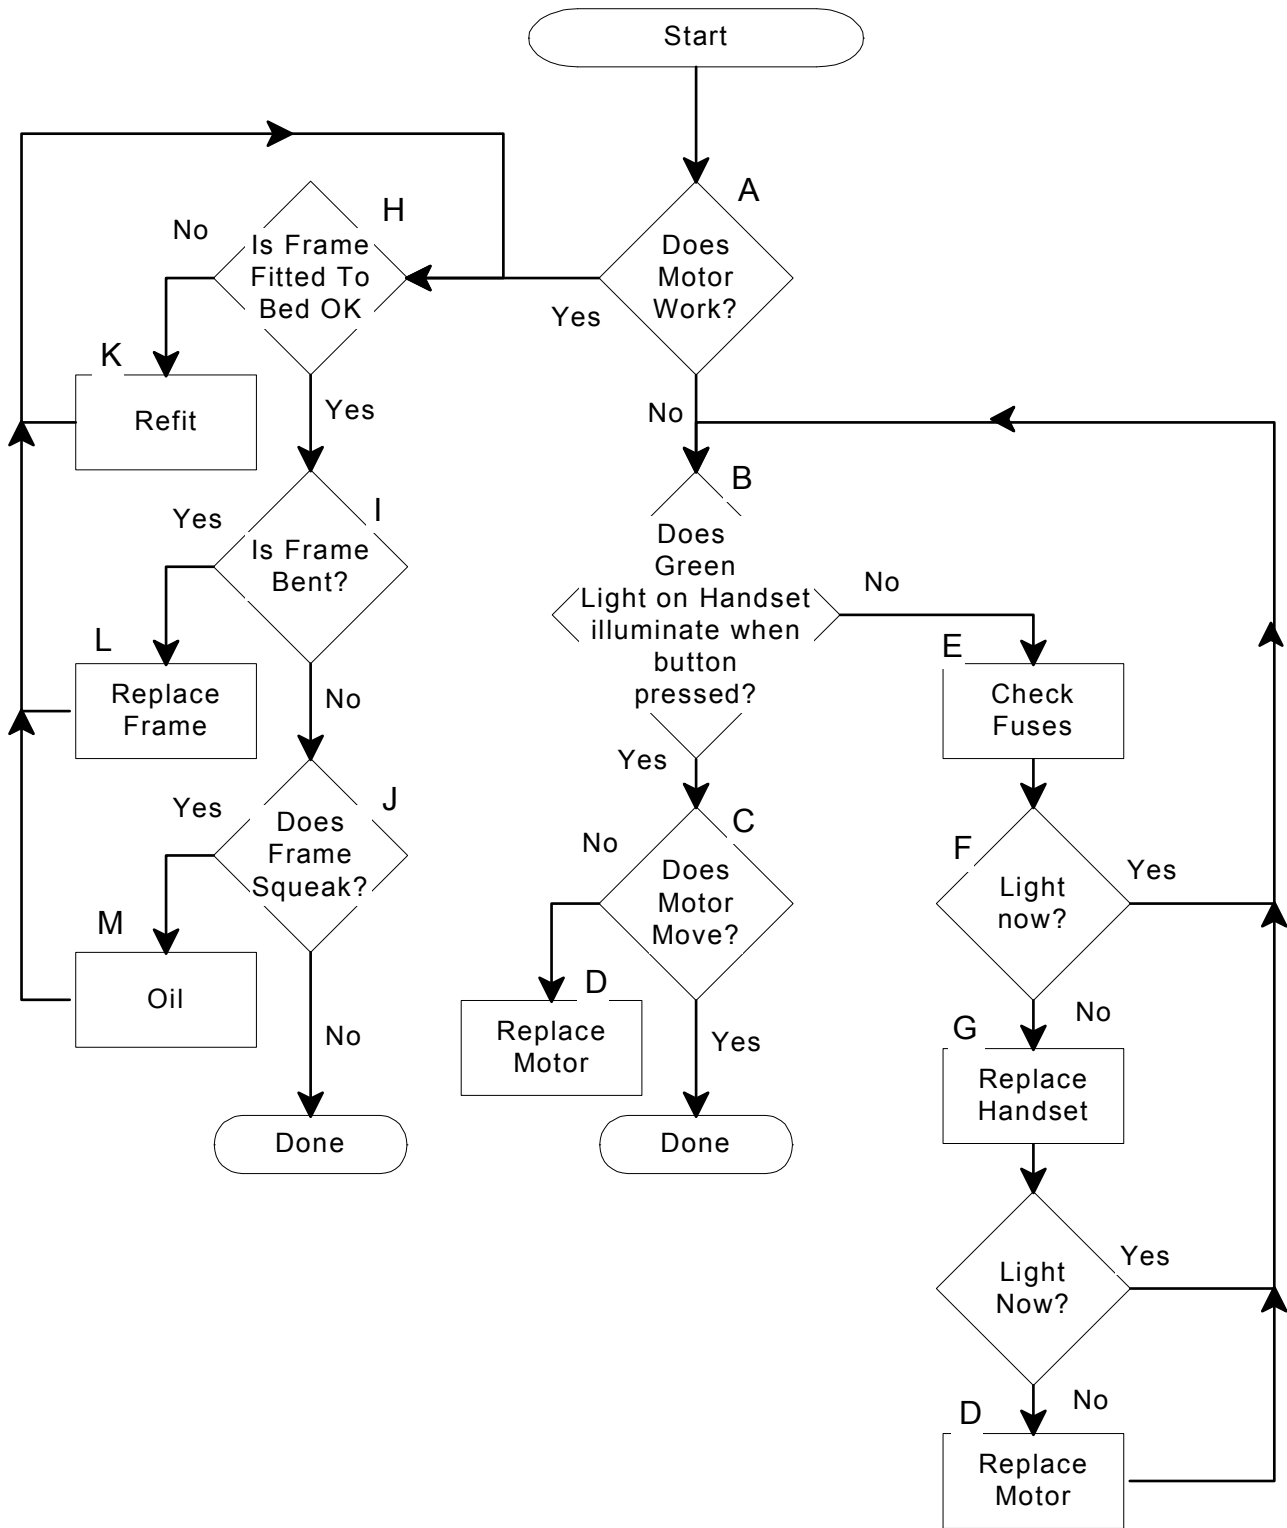 Start
A
Does
Motor
Work?
Yes
No
H
Is Frame
Fitted To
Bed OK
No
Yes
K
Refit
I
Is Frame
Bent?
Yes
No
L
Replace
Frame
J
Does
Frame
Squeak?
Yes
No
M
Oil
Done
B
Does
Green
Light on Handset
illuminate when
button
pressed?
No
Yes
C
Does
Motor
Move?
No
Yes
D
Replace
Motor
Done
E
Check
Fuses
F
Light
now?
Yes
No
G
Replace
Handset
Light
Now?
Yes
No
D
Replace
Motor